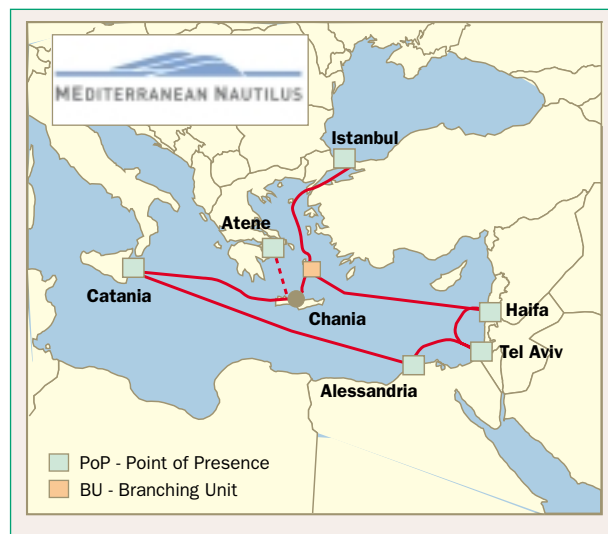 MEDITERRANEAN NAUTILUS
Istanbul
Atene
Catania
Chania
Haifa
Tel Aviv
Alessandria
PoP - Point of Presence
BU - Branching Unit